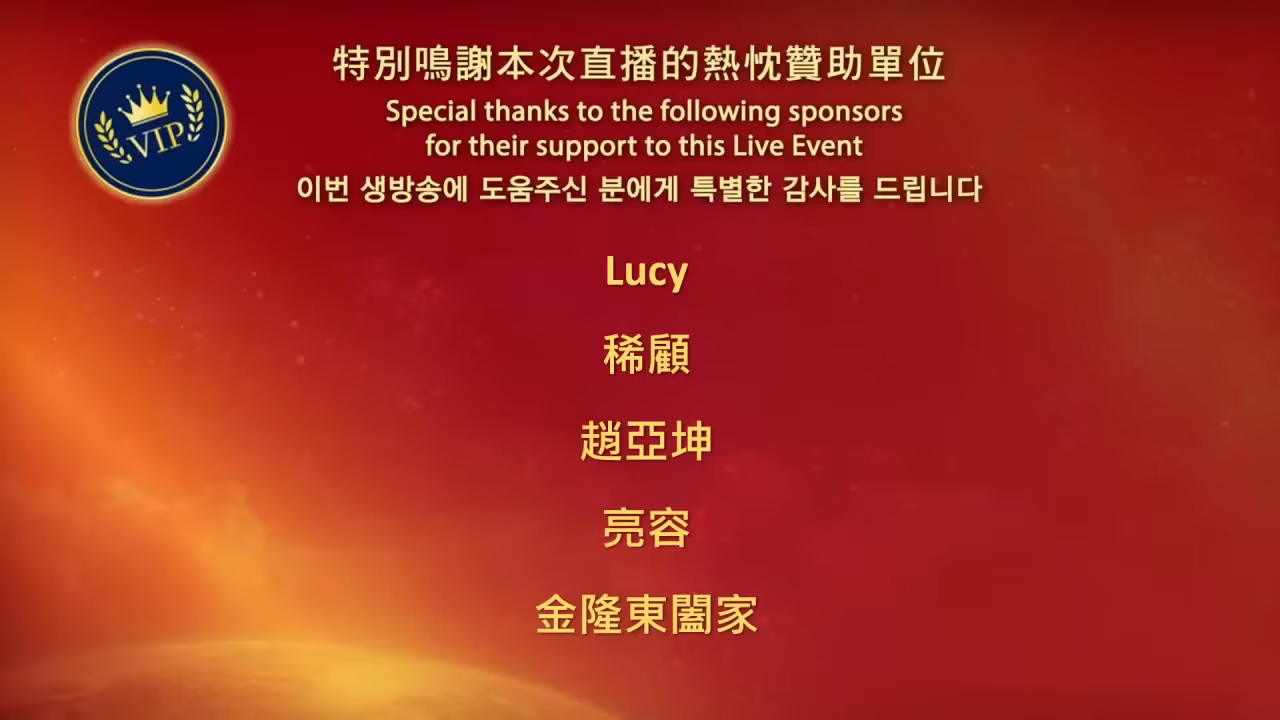 VIP
特別鳴謝本次直播的熱忱贊助單位
Special thanks to the following sponsors
for their support to this Live Event
이번 생방송에 도움주신 분에게 특별한 감사를 드립니다
Lucy
稀顧
趙亞坤
亮容
金隆東闔家